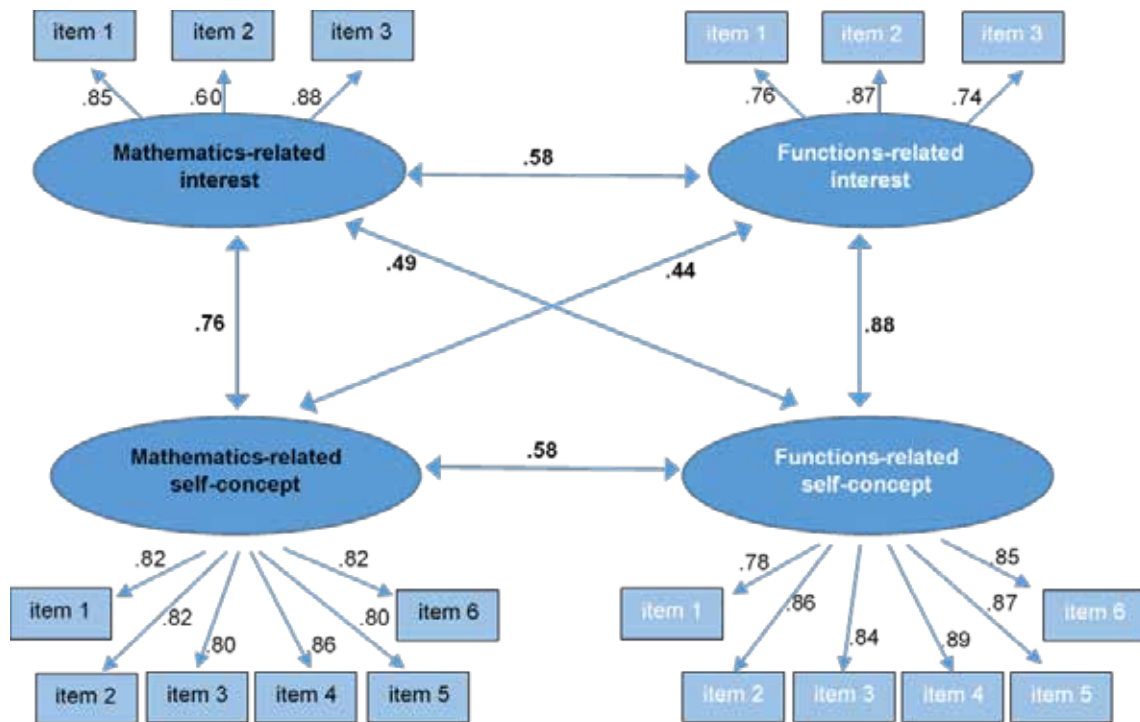 item 1 item 2 item 3 item 1 item 2 item 3
.85 .60 .88 .76 .87 .74
Mathematics-related
interest
.58
Functions-related
interest
.49 .44
.76 .88
Mathematics-related
self-concept
.58
Functions-related
self-concept
.82 .82 .78 .85
.82 .80 .86 .80 .86 .84 .89 .87
item 1 item 6 item 1 item 6
item 2 item 3 item 4 item 5 item 2 item 3 item 4 item 5